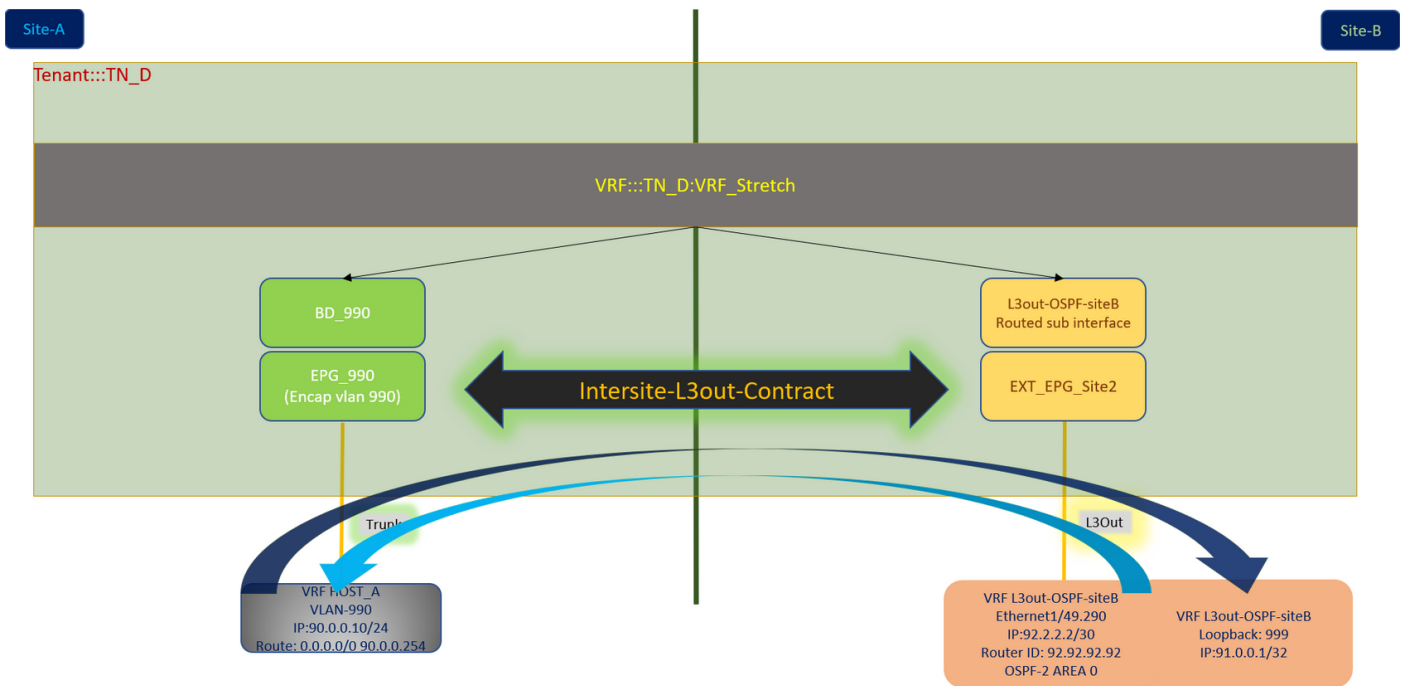 Site-A
Site-B
Tenant:::TN_D
VRF:::TN_D:VRF_Stretch
BD_990
L3out-OSPF-siteB
Routed sub interface
EPG_990
(Encap vlan 990)
Intersite-L3out-Contract
EXT_EPG_Site2
Trunk
L3Out
VRF HOST_A
VLAN-990
IP:90.0.0.10/24
Route: 0.0.0.0/0 90.0.0.254
VRF L3out-OSPF-siteB
Ethernet1/49.290
IP:92.2.2.2/30
Router ID: 92.92.92.92
OSPF-2 AREA 0
VRF L3out-OSPF-siteB
Loopback: 999
IP:91.0.0.1/32